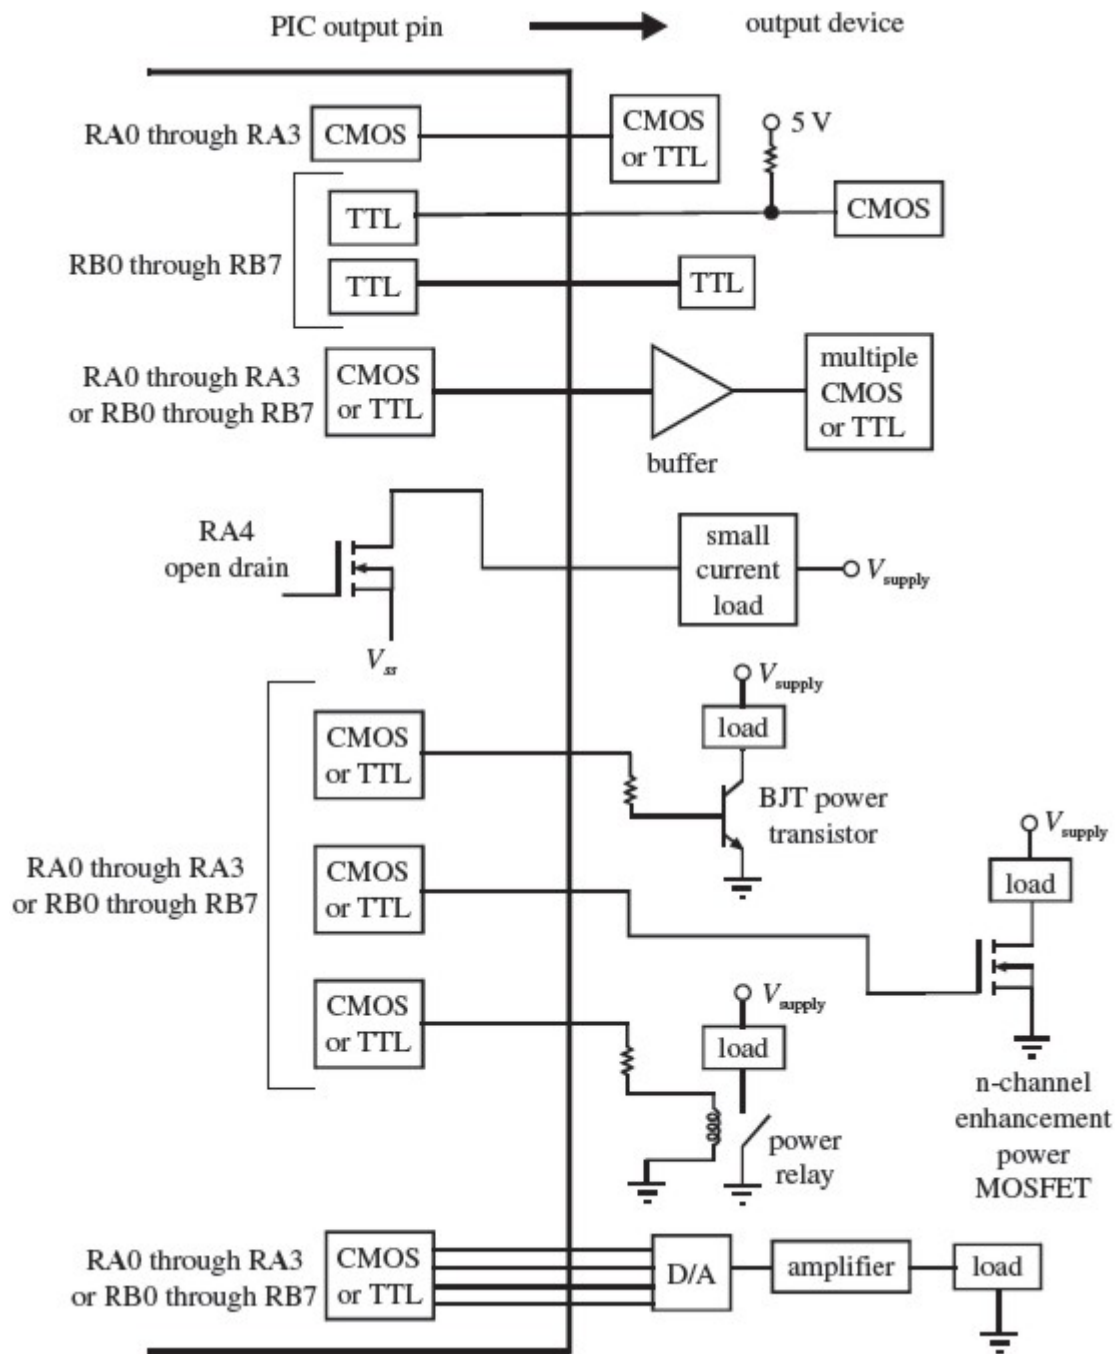 PIC output pin
output device
RA0 through RA3
CMOS
CMOS
or TTL
5 V
RB0 through RB7
TTL
CMOS
TTL
TTL
RA0 through RA3
or RB0 through RB7
CMOS
or TTL
buffer
multiple
CMOS
or TTL
RA4
open drain
Vss
small
current
load
Vsupply
RA0 through RA3
or RB0 through RB7
CMOS
or TTL
Vsupply
load
BJT power
transistor
CMOS
or TTL
Vsupply
load
n-channel
enhancement
power
MOSFET
CMOS
or TTL
Vsupply
load
power
relay
RA0 through RA3
or RB0 through RB7
CMOS
or TTL
D/A
amplifier
load